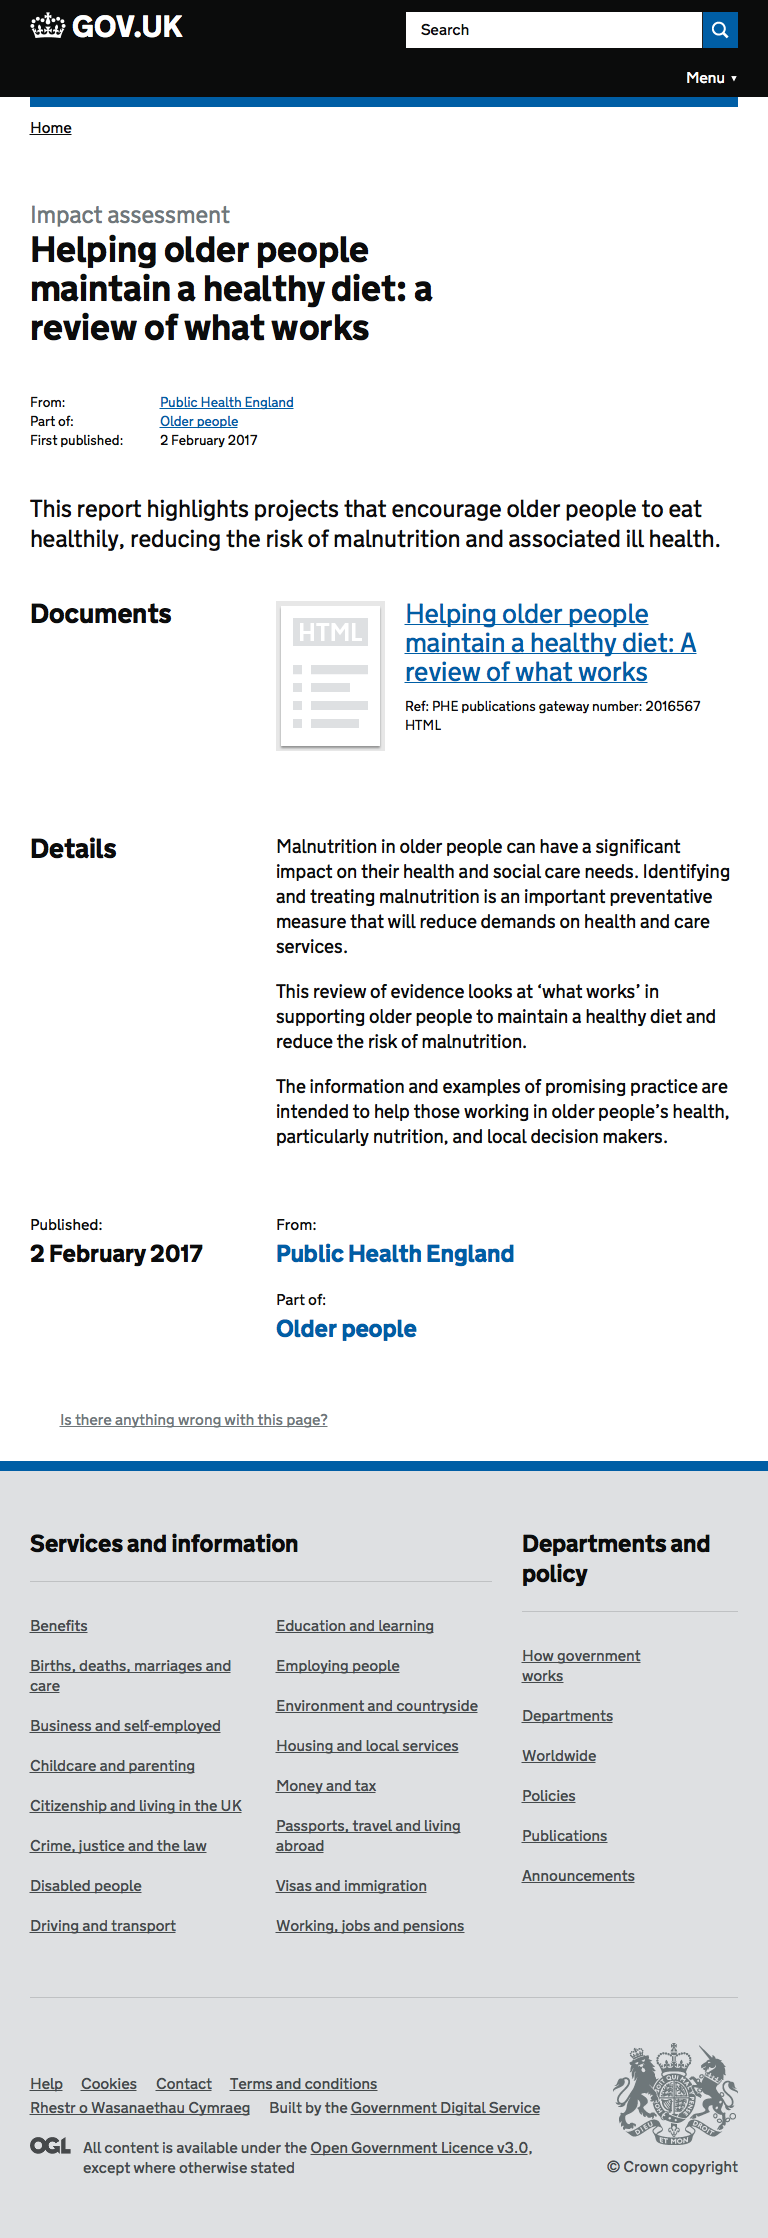 GOV.UK
Search
Menu ▼
Home
Impact assessment
Helping older people
maintain a healthy diet: a
review of what works
From: Public Health England
Part of: Older people
First published: 2 February 2017
This report highlights projects that encourage older people to eat
healthily, reducing the risk of malnutrition and associated ill health.
Documents
HTML
Helping older people
maintain a healthy diet: A
review of what works
Ref: PHE publications gateway number: 2016567
HTML
Details
Malnutrition in older people can have a significant
impact on their health and social care needs. Identifying
and treating malnutrition is an important preventative
measure that will reduce demands on health and care
services.
This review of evidence looks at ‘what works’ in
supporting older people to maintain a healthy diet and
reduce the risk of malnutrition.
The information and examples of promising practice are
intended to help those working in older people’s health,
particularly nutrition, and local decision makers.
Published:
2 February 2017
From:
Public Health England
Part of:
Older people
Is there anything wrong with this page?
Services and information
Benefits
Births, deaths, marriages and
care
Business and self-employed
Childcare and parenting
Citizenship and living in the UK
Crime, justice and the law
Disabled people
Driving and transport
Education and learning
Employing people
Environment and countryside
Housing and local services
Money and tax
Passports, travel and living
abroad
Visas and immigration
Working, jobs and pensions
Departments and
policy
How government
works
Departments
Worldwide
Policies
Publications
Announcements
Help Cookies Contact Terms and conditions
Rhestr o Wasanaethau Cymraeg Built by the Government Digital Service
OGL All content is available under the Open Government Licence v3.0,
except where otherwise stated
DIEU ET MON DROIT
© Crown copyright